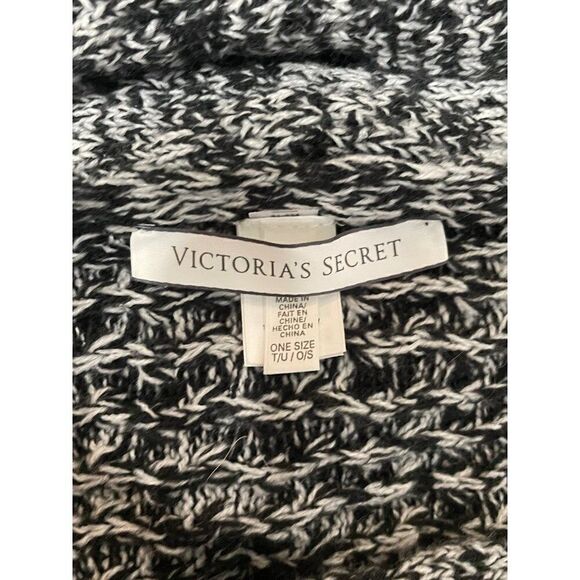 VICTORIA'S SECRET
MADE IN
CHINA/
FAIT EN
CHINE/
HECHO EN
CHINA
ONE SIZE
T/U / O/S